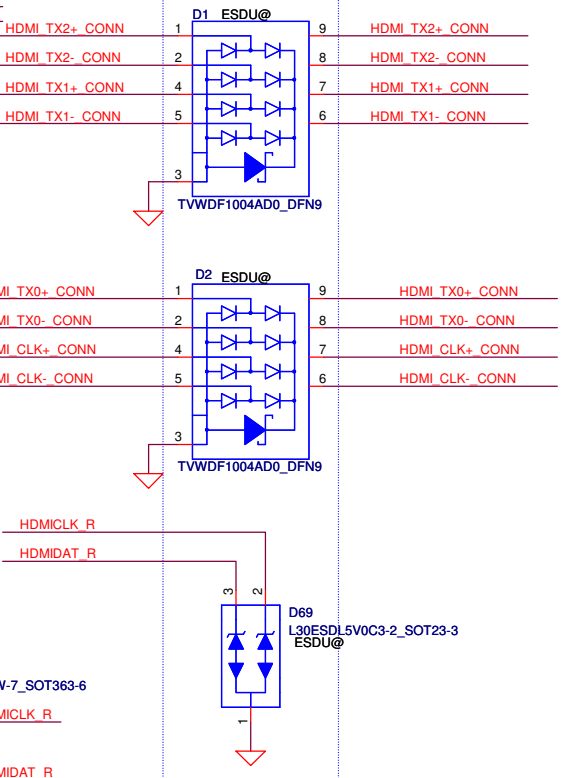 D1 ESDU@
HDMI_TX2+_CONN 1 9 HDMI_TX2+_CONN
HDMI_TX2-_CONN 2 8 HDMI_TX2-_CONN
HDMI_TX1+_CONN 4 7 HDMI_TX1+_CONN
HDMI_TX1-_CONN 5 6 HDMI_TX1-_CONN
3
TVWDF1004AD0_DFN9
D2 ESDU@
MI_TX0+_CONN 1 9 HDMI_TX0+_CONN
MI_TX0-_CONN 2 8 HDMI_TX0-_CONN
MI_CLK+_CONN 4 7 HDMI_CLK+_CONN
MI_CLK-_CONN 5 6 HDMI_CLK-_CONN
3
TVWDF1004AD0_DFN9
HDMICLK_R
HDMIDAT_R
3 2
D69
L30ESDL5V0C3-2_SOT23-3
ESDU@
-7_SOT363-6
MICLK_R
1
MIDAT_R